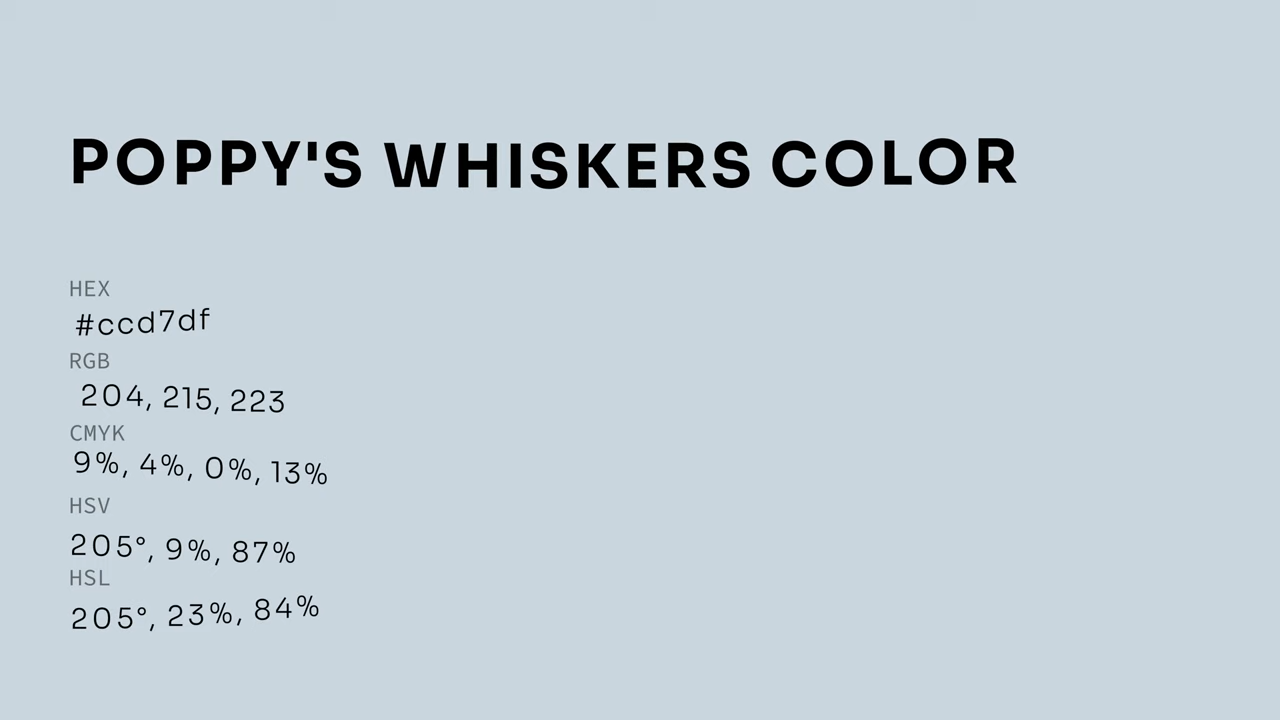 POPPY'S WHISKERS COLOR
HEX
#ccd7df
RGB
204, 215, 223
CMYK
9%, 4%, 0%, 13%
HSV
205°, 9%, 87%
HSL
205°, 23%, 84%